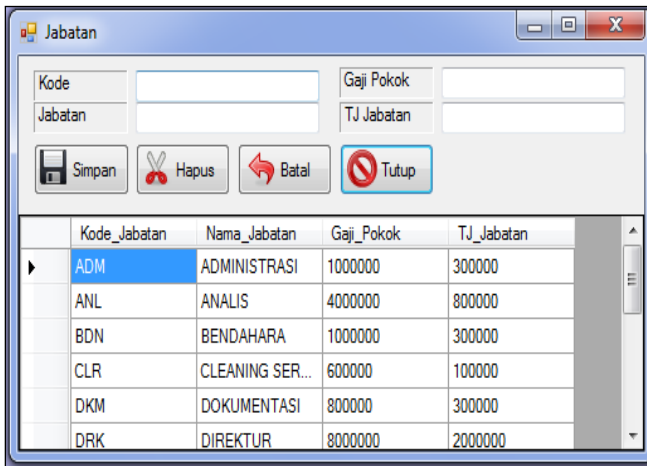 Jabatan
Kode Gaji Pokok
Jabatan TJ Jabatan
Simpan Hapus Batal Tutup
Kode_Jabatan Nama_Jabatan Gaji_Pokok TJ_Jabatan
ADM ADMINISTRASI 1000000 300000
ANL ANALIS 4000000 800000
BDN BENDAHARA 1000000 300000
CLR CLEANING SER... 600000 100000
DKM DOKUMENTASI 800000 300000
DRK DIREKTUR 8000000 2000000